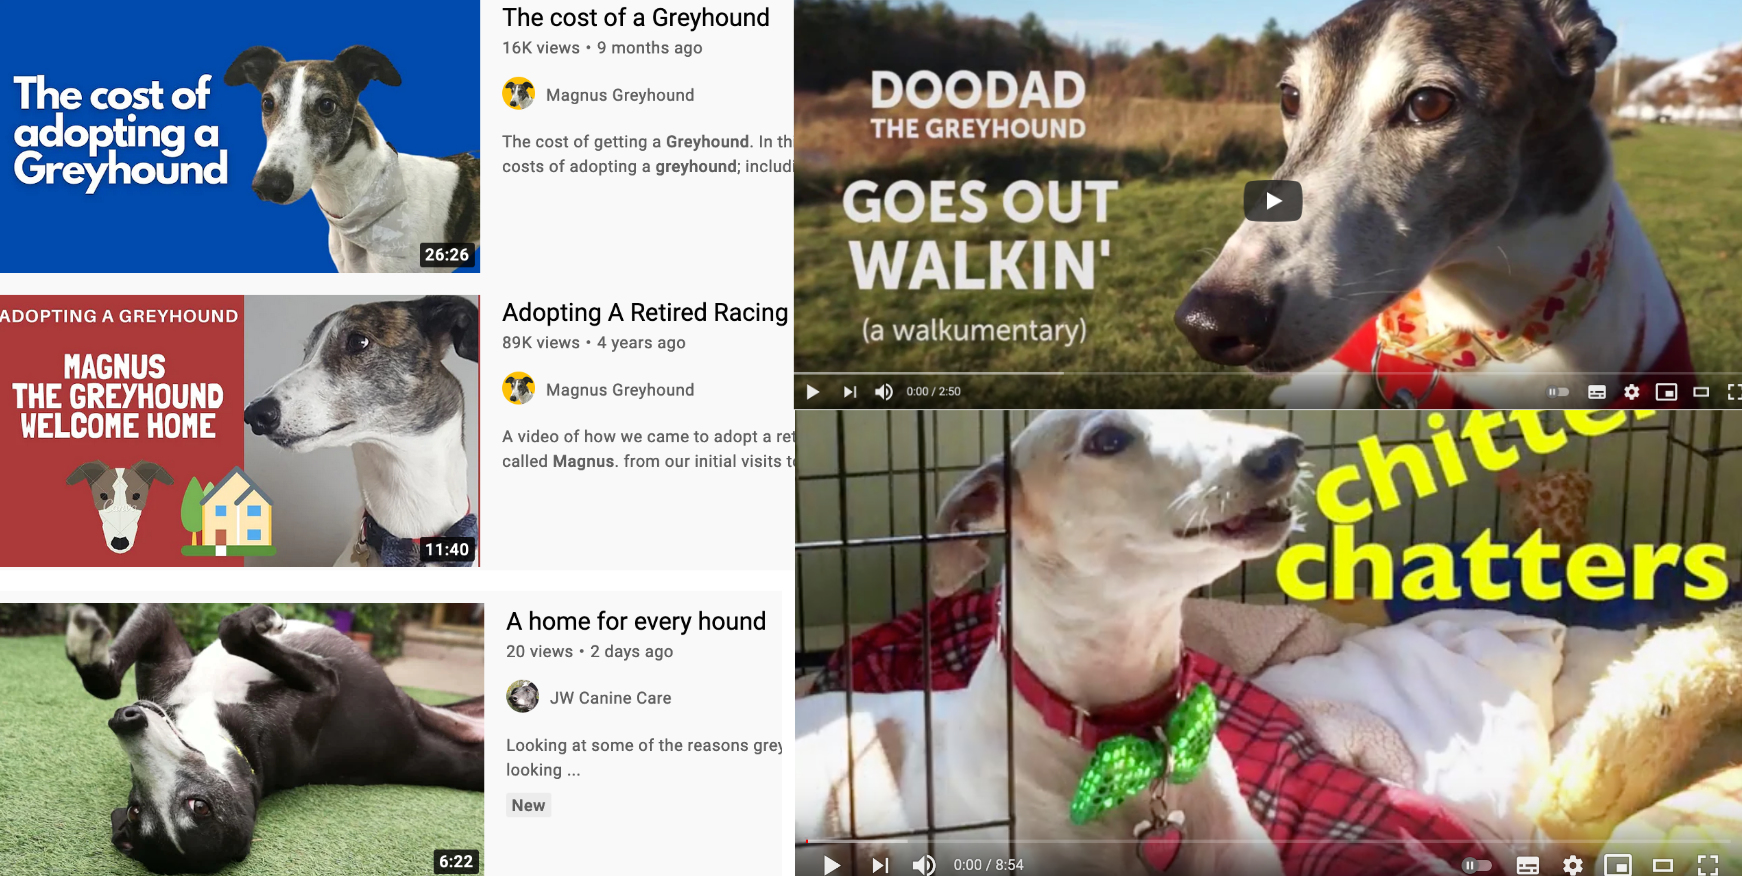 The cost of
adopting a
Greyhound
26:26
The cost of a Greyhound
16K views • 9 months ago
Magnus Greyhound
The cost of getting a Greyhound. In th
costs of adopting a greyhound; includi
ADOPTING A GREYHOUND
MAGNUS
THE GREYHOUND
WELCOME HOME
11:40
Adopting A Retired Racing
89K views • 4 years ago
Magnus Greyhound
A video of how we came to adopt a ret
called Magnus. from our initial visits to
6:22
A home for every hound
20 views • 2 days ago
JW Canine Care
Looking at some of the reasons grey
looking ...
New
DOODAD
THE GREYHOUND
GOES OUT
WALKIN'
(a walkumentary)
0:00 / 2:50
chitter
chatters
0:00 / 8:54